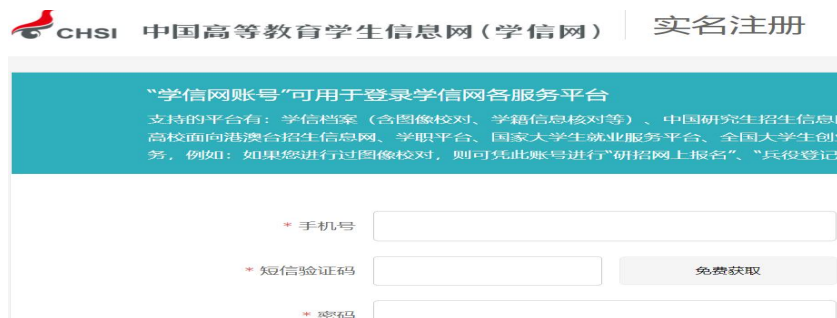 CHSI 中国高等教育学生信息网(学信网) 实名注册
“学信网账号”可用于登录学信网各服务平台
支持的平台有：学信档案（含图像校对、学籍信息核对等）、中国研究生招生信息
高校面向港澳台招生信息网、学职平台、国家大学生就业服务平台、全国大学生创
务，例如：如果您进行过图像校对，则可凭此账号进行“研招网上报名”、“兵役登记
* 手机号
* 短信验证码 免费获取
* 密码